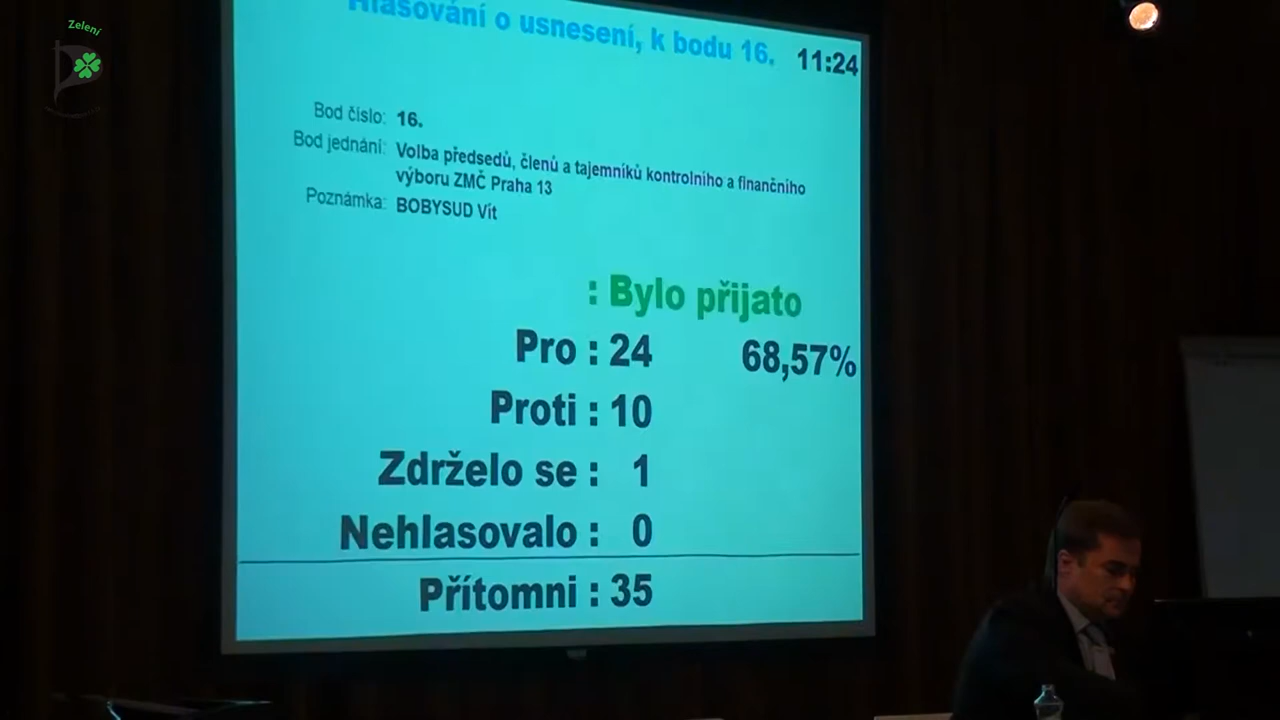 Zelení
Hlasování o usnesení, k bodu 16.
11:24
Bod číslo: 16.
Bod jednání: Volba předsedů, členů a tajemníků kontrolního a finančního
výboru ZMČ Praha 13
Poznámka: BOBYSUD Vít
: Bylo přijato
Pro : 24 68,57%
Proti : 10
Zdrželo se : 1
Nehlasovalo : 0
Přítomni : 35